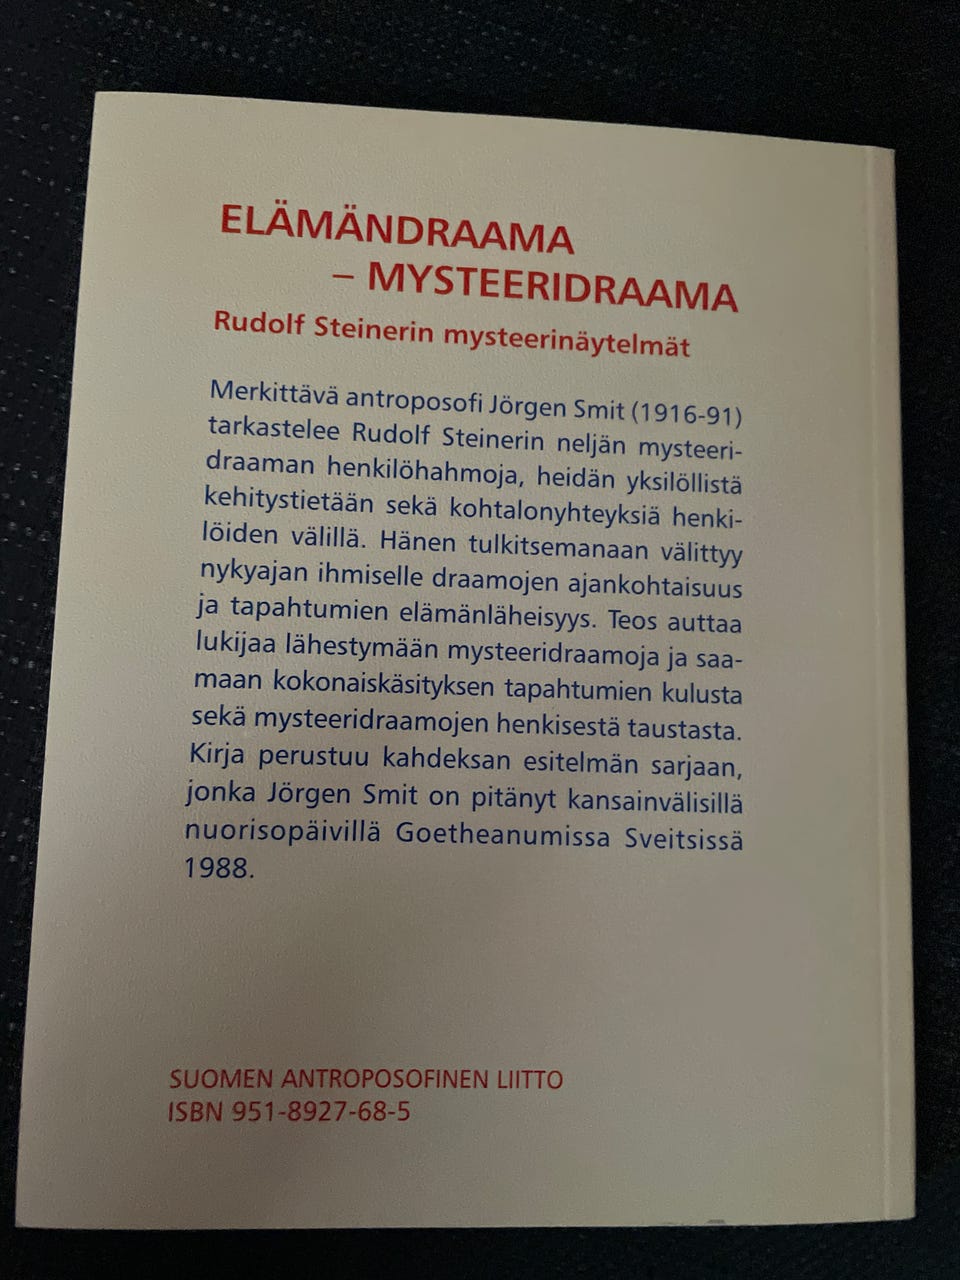 ELÄMÄNDRAAMA
– MYSTEERIDRAAMA
Rudolf Steinerin mysteerinäytelmät
Merkittävä antroposofi Jörgen Smit (1916-91)
tarkastelee Rudolf Steinerin neljän mysteeri-
draaman henkilöhahmoja, heidän yksilöllistä
kehitystietään sekä kohtalonyhteyksiä henki-
löiden välillä. Hänen tulkitsemanaan välittyy
nykyajan ihmiselle draamojen ajankohtaisuus
ja tapahtumien elämänläheisyys. Teos auttaa
lukijaa lähestymään mysteeridraamoja ja saa-
maan kokonaiskäsityksen tapahtumien kulusta
sekä mysteeridraamojen henkisestä taustasta.
Kirja perustuu kahdeksan esitelmän sarjaan,
jonka Jörgen Smit on pitänyt kansainvälisillä
nuorisopäivillä Goetheanumissa Sveitsissä
1988.
SUOMEN ANTROPOSOFINEN LIITTO
ISBN 951-8927-68-5